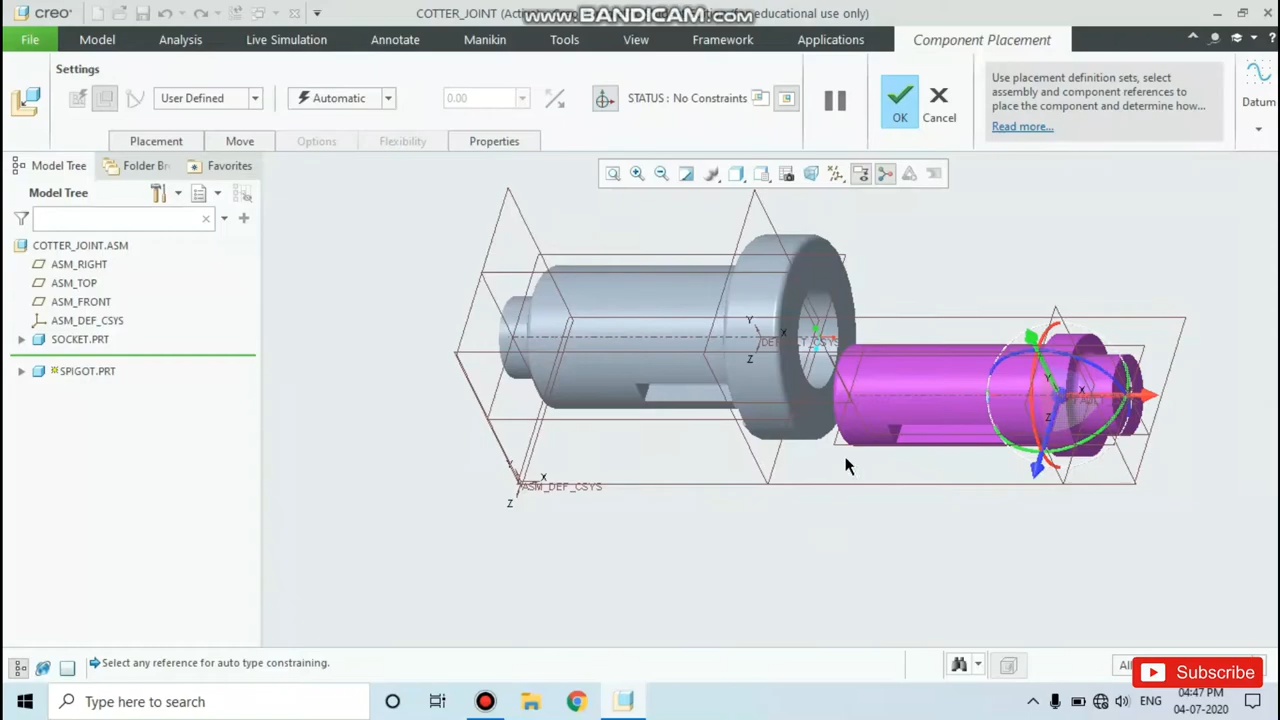 creo
COTTER_JOINT (Acti
www.BANDICAM.com
for educational use only)
File
Model
Analysis
Live Simulation
Annotate
Manikin
Tools
View
Framework
Applications
Component Placement
Settings
User Defined
Automatic
0.00
STATUS : No Constraints
OK
Cancel
Use placement definition sets, select
assembly and component references to
place the component and determine how...
Read more...
Datum
Placement
Move
Options
Flexibility
Properties
Model Tree
Folder Br
Favorites
Model Tree
COTTER_JOINT.ASM
ASM_RIGHT
ASM_TOP
ASM_FRONT
ASM_DEF_CSYS
SOCKET.PRT
SPIGOT.PRT
Y
X
Z
Y
X
Z
Y
X
ASM_DEF_CSYS
Z
Select any reference for auto type constraining.
All
Subscribe
Type here to search
ENG
04:47 PM
04-07-2020